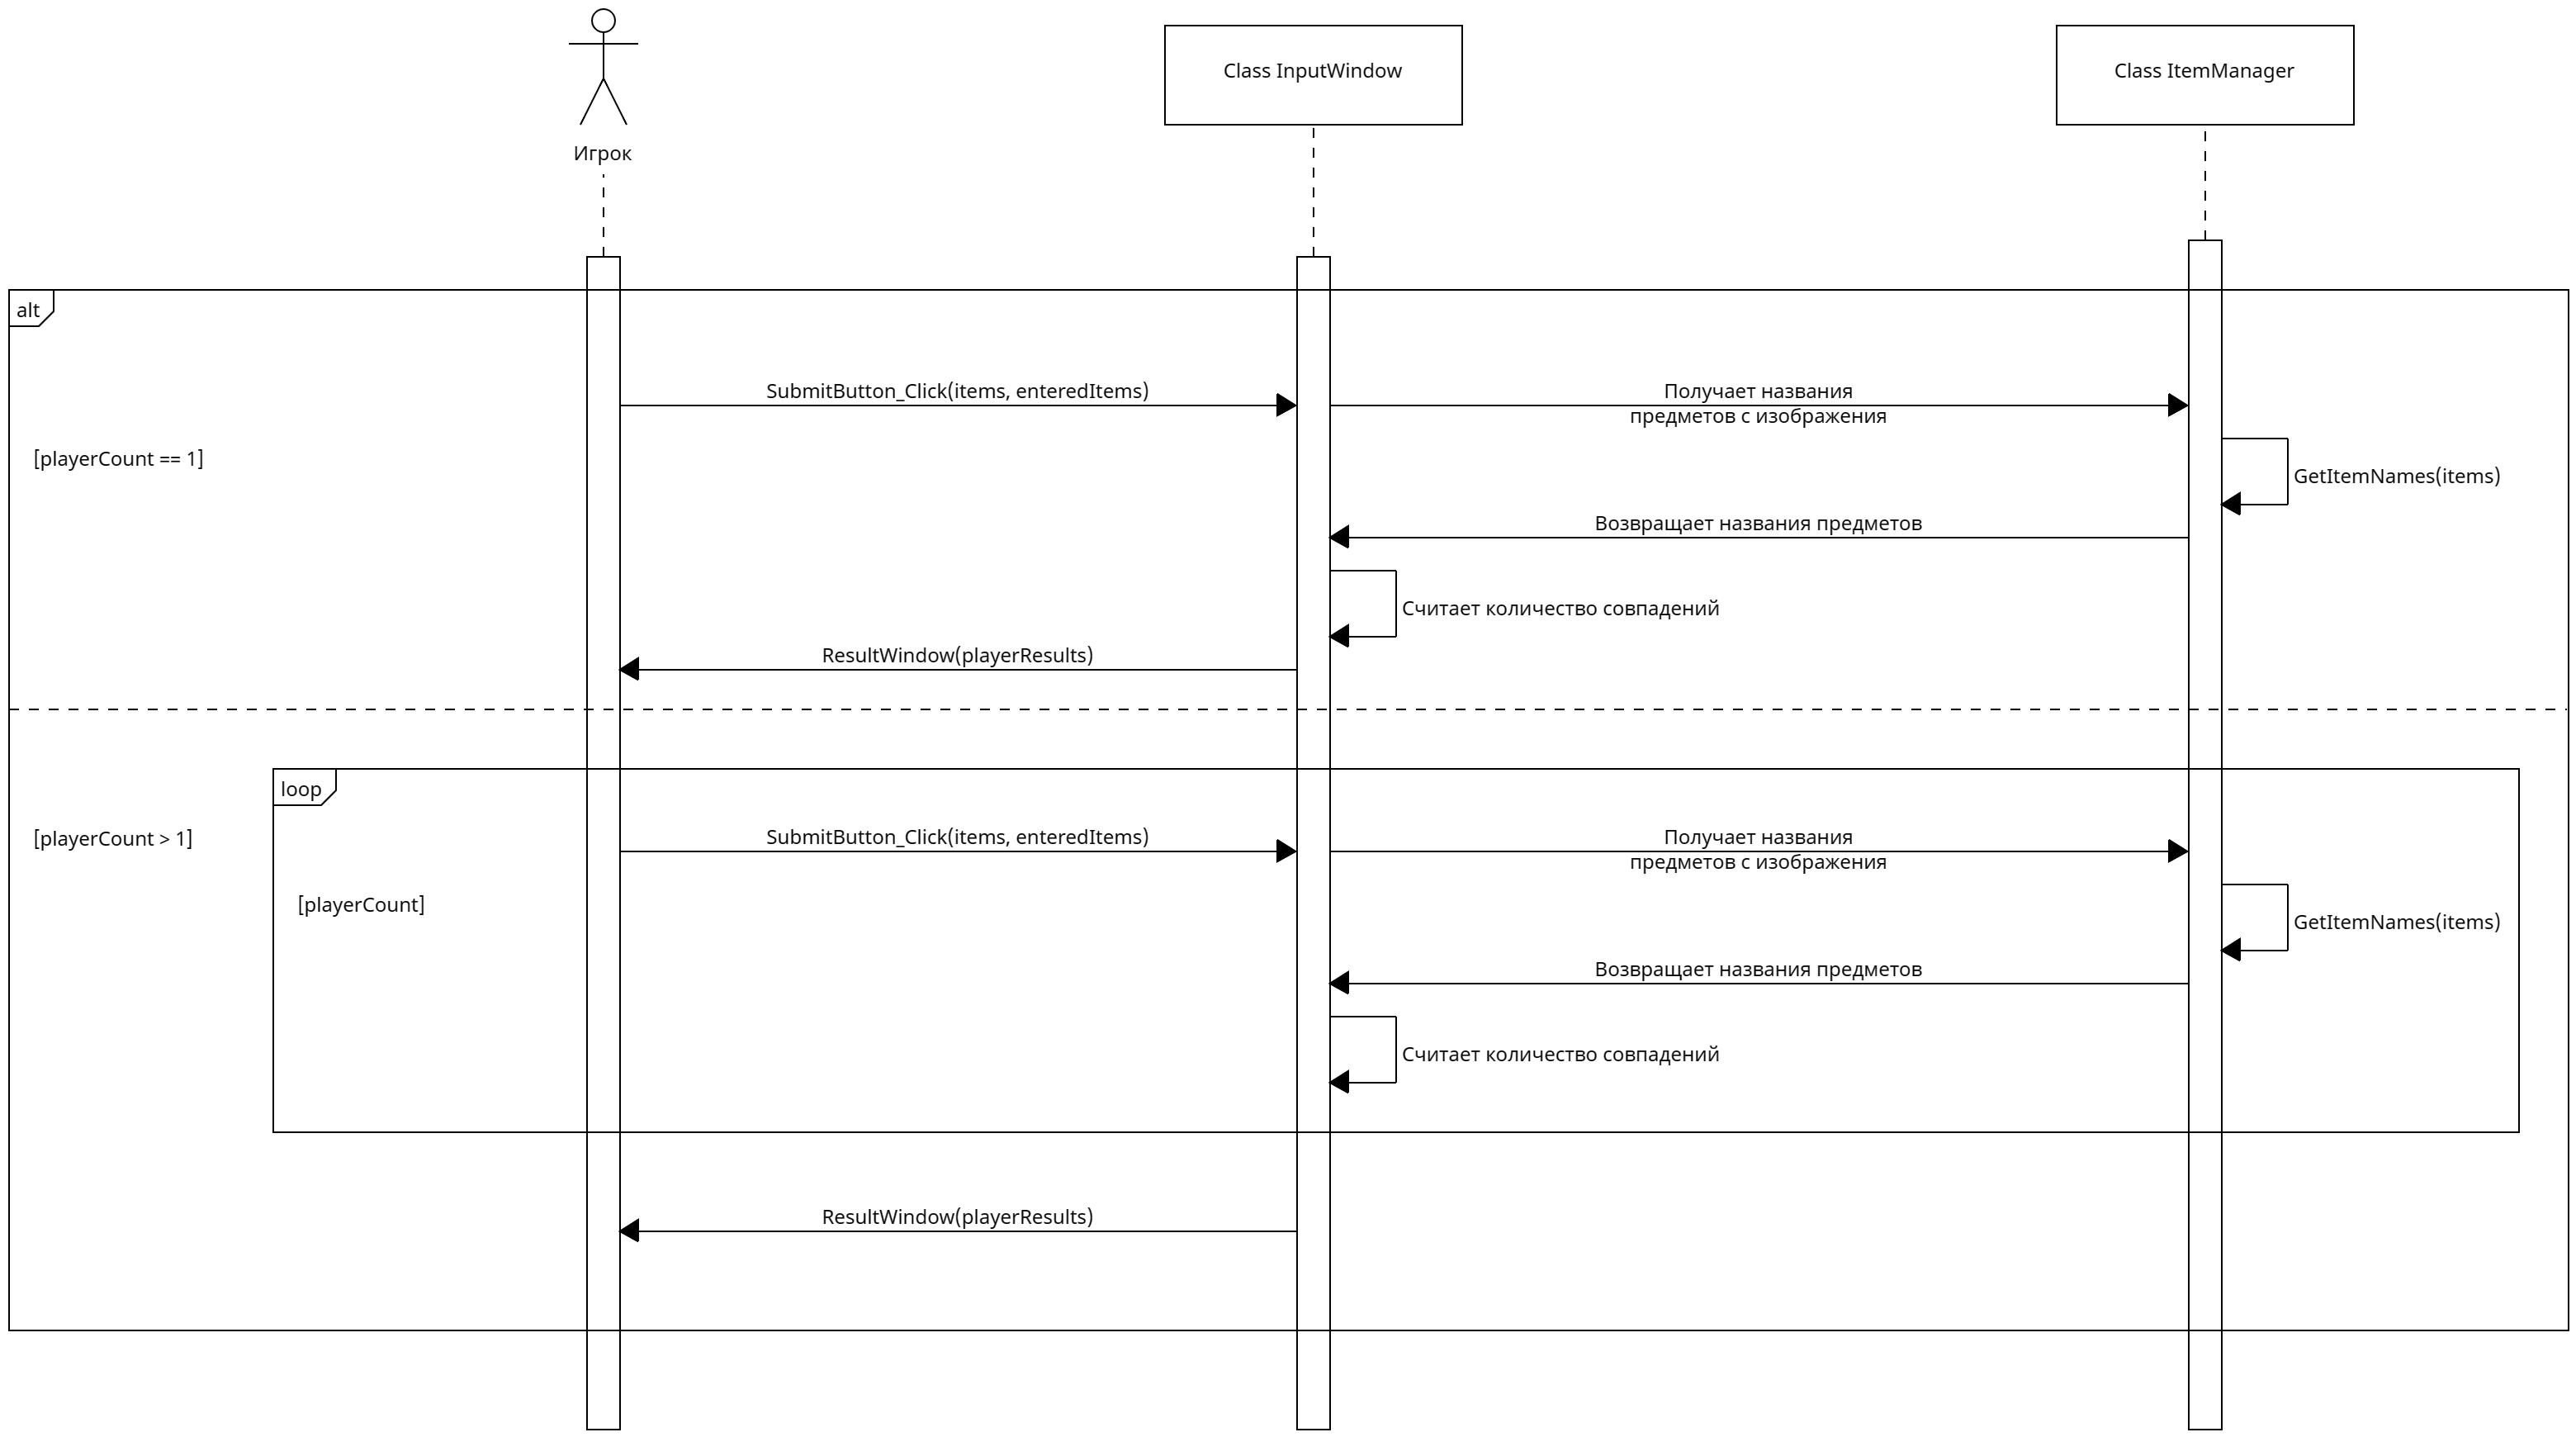 Игрок
Class InputWindow
Class ItemManager
alt
SubmitButton_Click(items, enteredItems)
Получает названия
предметов с изображения
[playerCount == 1]
GetItemNames(items)
Возвращает названия предметов
Считает количество совпадений
ResultWindow(playerResults)
loop
[playerCount > 1]
SubmitButton_Click(items, enteredItems)
Получает названия
предметов с изображения
[playerCount]
GetItemNames(items)
Возвращает названия предметов
Считает количество совпадений
ResultWindow(playerResults)